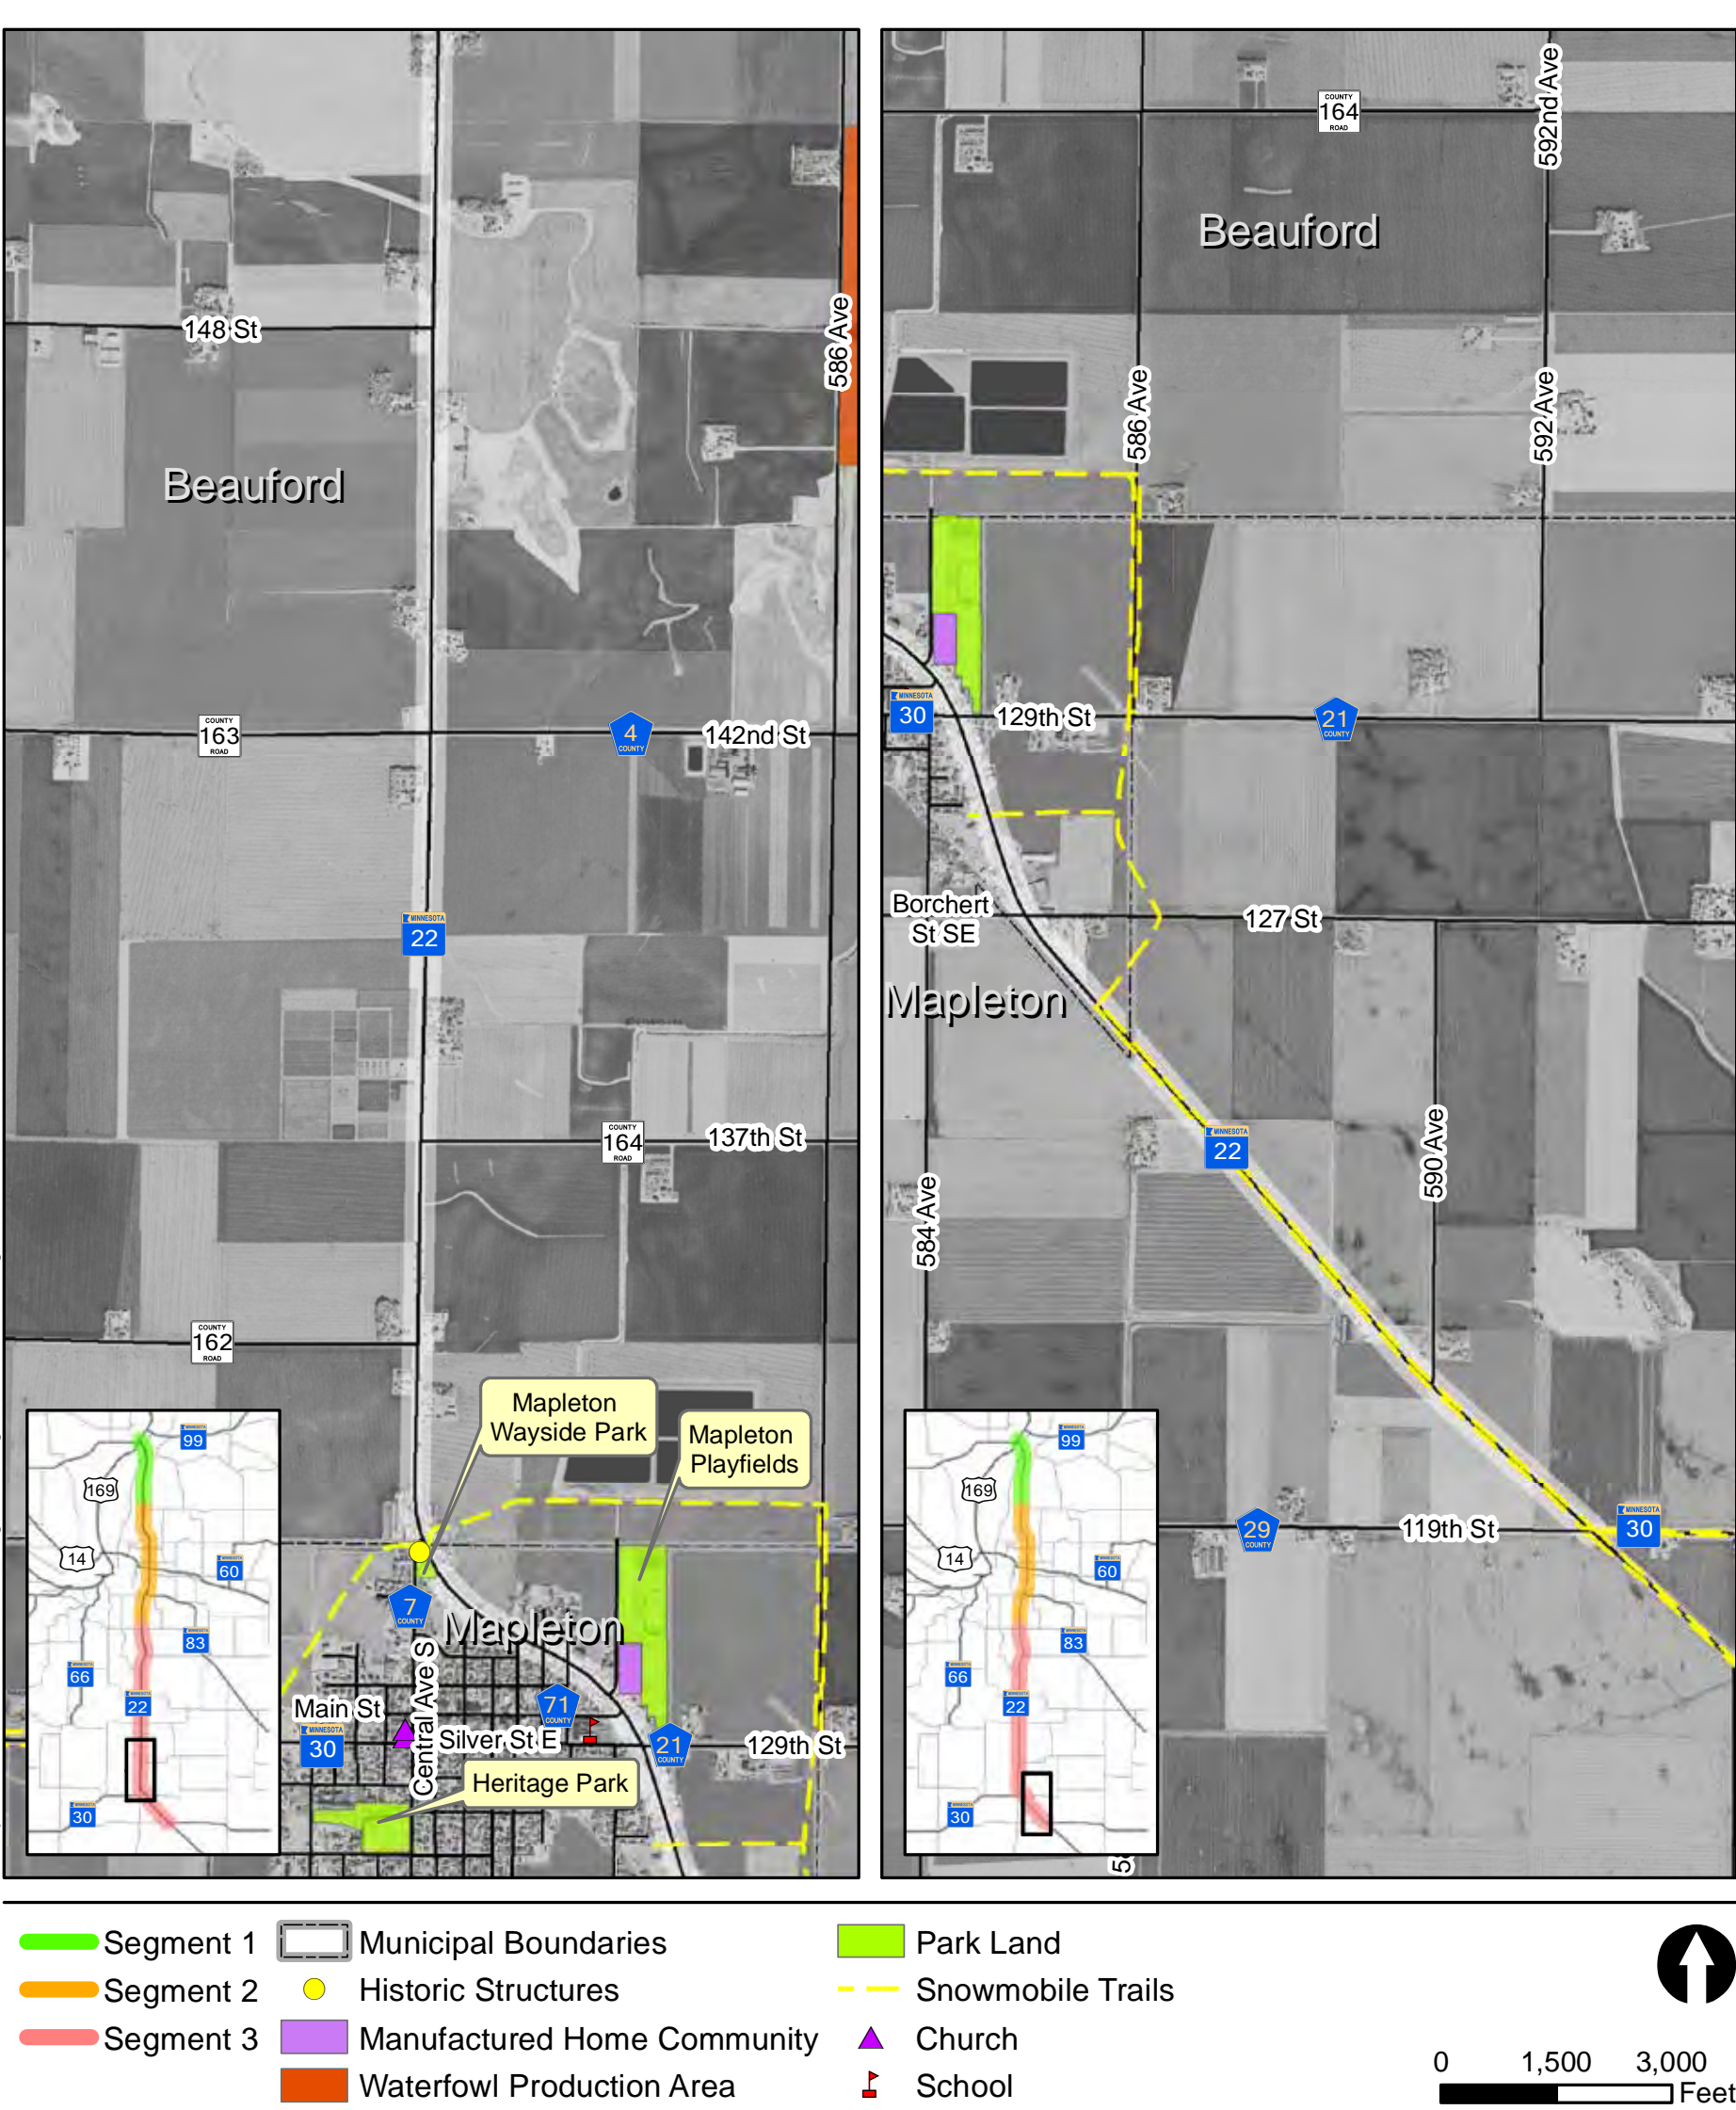 148 St
586 Ave
Beauford
COUNTY
163
ROAD
4
COUNTY
142nd St
MINNESOTA
22
COUNTY
164
ROAD
137th St
COUNTY
162
ROAD
Mapleton
Wayside Park
Mapleton
Playfields
7
COUNTY
Mapleton
Central Ave S
Main St
MINNESOTA
30
71
COUNTY
Silver St E
21
COUNTY
129th St
Heritage Park
99
169
14
60
83
66
22
30
COUNTY
164
ROAD
592nd Ave
Beauford
586 Ave
592 Ave
MINNESOTA
30
129th St
21
COUNTY
Borchert
St SE
127 St
Mapleton
MINNESOTA
22
584 Ave
590 Ave
29
COUNTY
119th St
MINNESOTA
30
99
169
14
60
83
66
22
30
Segment 1
Segment 2
Segment 3
Municipal Boundaries
Historic Structures
Manufactured Home Community
Waterfowl Production Area
Park Land
Snowmobile Trails
Church
School
0 1,500 3,000
Feet